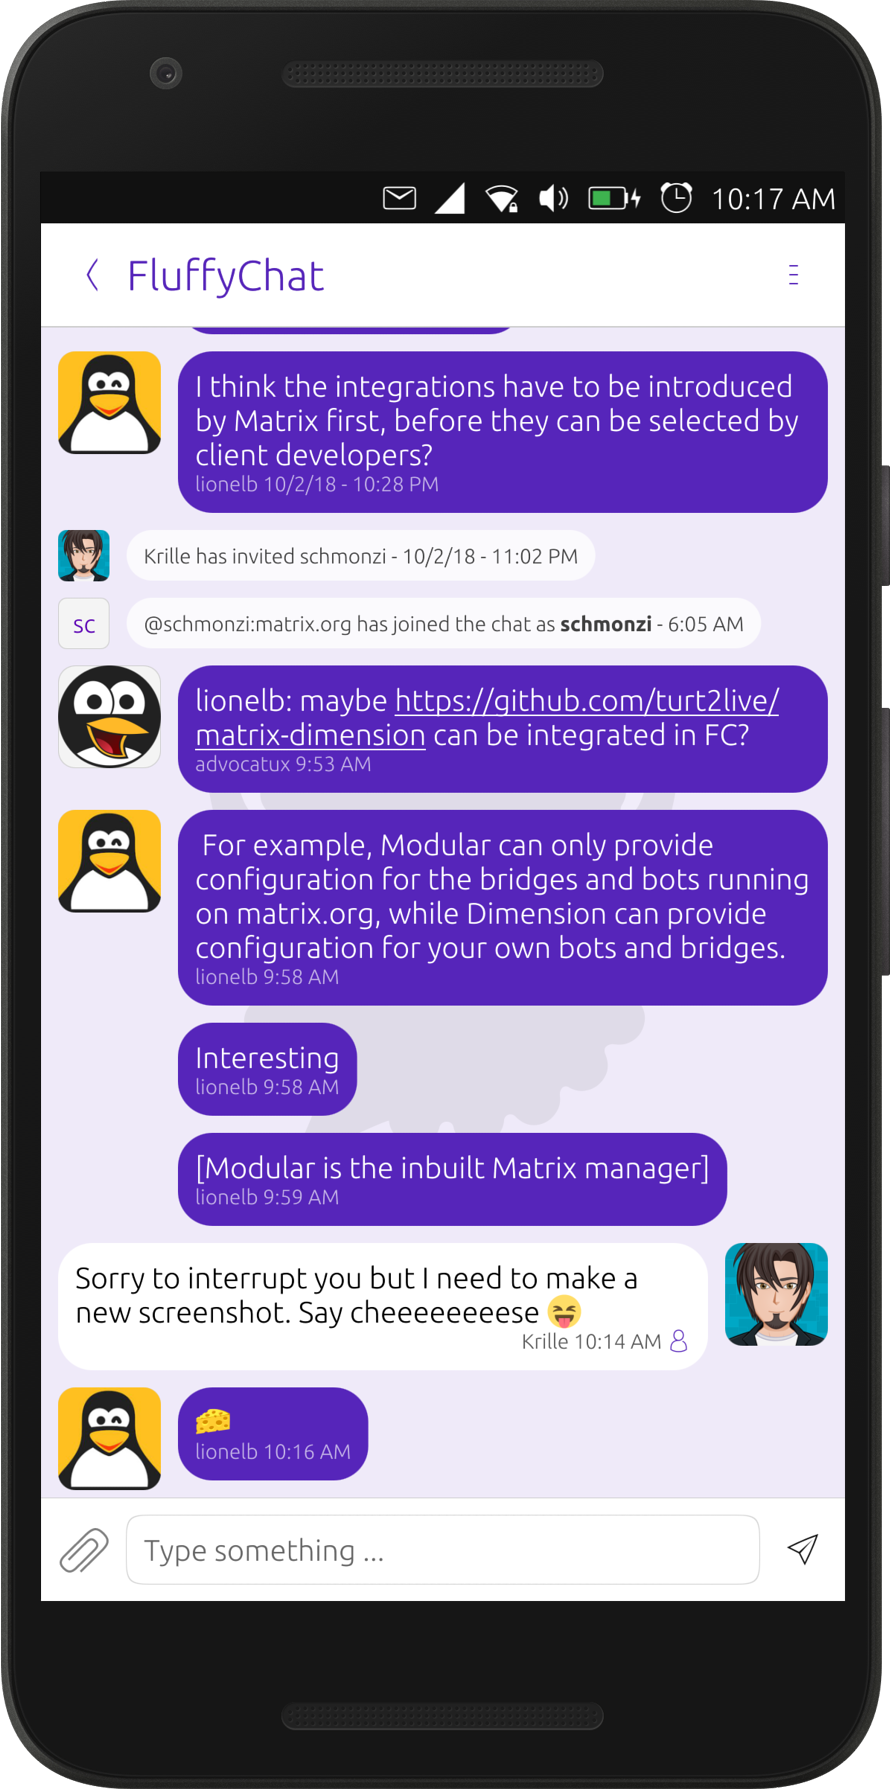 10:17 AM
FluffyChat
I think the integrations have to be introduced
by Matrix first, before they can be selected by
client developers?
lionelb 10/2/18 - 10:28 PM
Krille has invited schmonzi - 10/2/18 - 11:02 PM
SC
@schmonzi:matrix.org has joined the chat as schmonzi - 6:05 AM
lionelb: maybe https://github.com/turt2live/
matrix-dimension can be integrated in FC?
advocatux 9:53 AM
For example, Modular can only provide
configuration for the bridges and bots running
on matrix.org, while Dimension can provide
configuration for your own bots and bridges.
lionelb 9:58 AM
Interesting
lionelb 9:58 AM
[Modular is the inbuilt Matrix manager]
lionelb 9:59 AM
Sorry to interrupt you but I need to make a
new screenshot. Say cheeeeeeeese 😝
Krille 10:14 AM
🧀
lionelb 10:16 AM
Type something ...